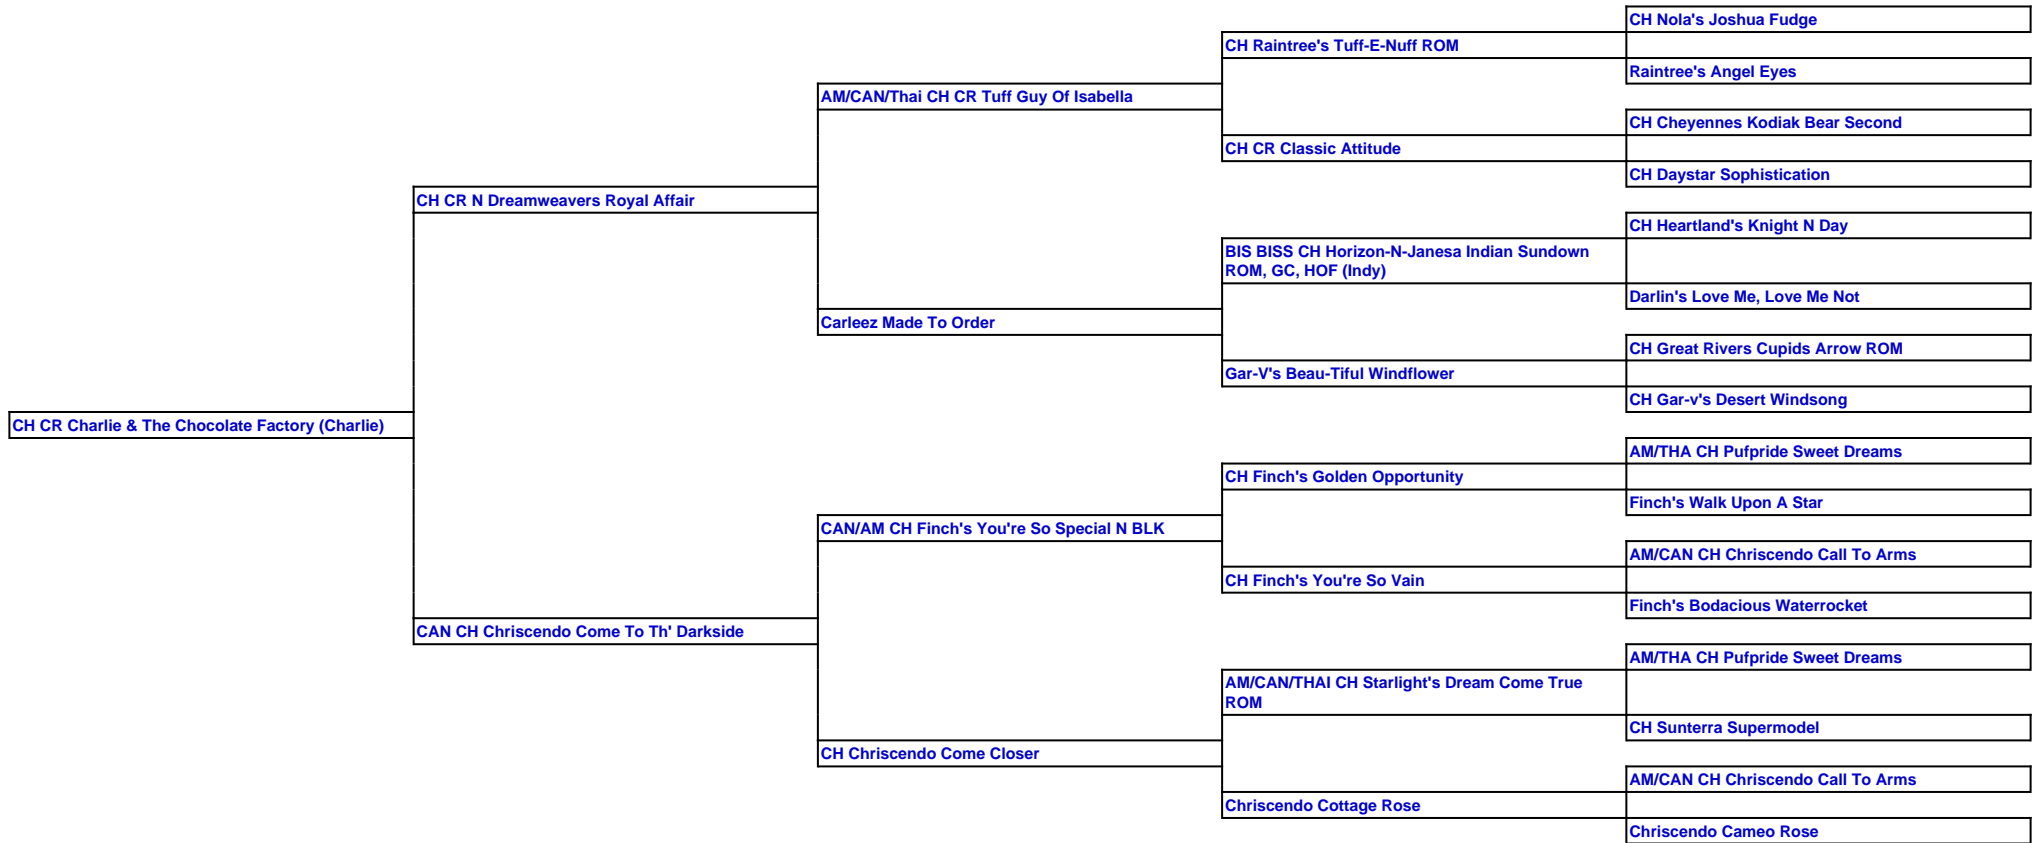 CH Nola's Joshua Fudge
CH Raintree's Tuff-E-Nuff ROM
Raintree's Angel Eyes
AM/CAN/Thai CH CR Tuff Guy Of Isabella
CH Cheyennes Kodiak Bear Second
CH CR Classic Attitude
CH Daystar Sophistication
CH CR N Dreamweavers Royal Affair
CH Heartland's Knight N Day
BIS BISS CH Horizon-N-Janesa Indian Sundown
ROM, GC, HOF (Indy)
Darlin's Love Me, Love Me Not
Carleez Made To Order
CH Great Rivers Cupids Arrow ROM
Gar-V's Beau-Tiful Windflower
CH Gar-v's Desert Windsong
CH CR Charlie & The Chocolate Factory (Charlie)
AM/THA CH Pufpride Sweet Dreams
CH Finch's Golden Opportunity
Finch's Walk Upon A Star
CAN/AM CH Finch's You're So Special N BLK
AM/CAN CH Chriscendo Call To Arms
CH Finch's You're So Vain
Finch's Bodacious Waterrocket
CAN CH Chriscendo Come To Th' Darkside
AM/THA CH Pufpride Sweet Dreams
AM/CAN/THAI CH Starlight's Dream Come True
ROM
CH Sunterra Supermodel
CH Chriscendo Come Closer
AM/CAN CH Chriscendo Call To Arms
Chriscendo Cottage Rose
Chriscendo Cameo Rose